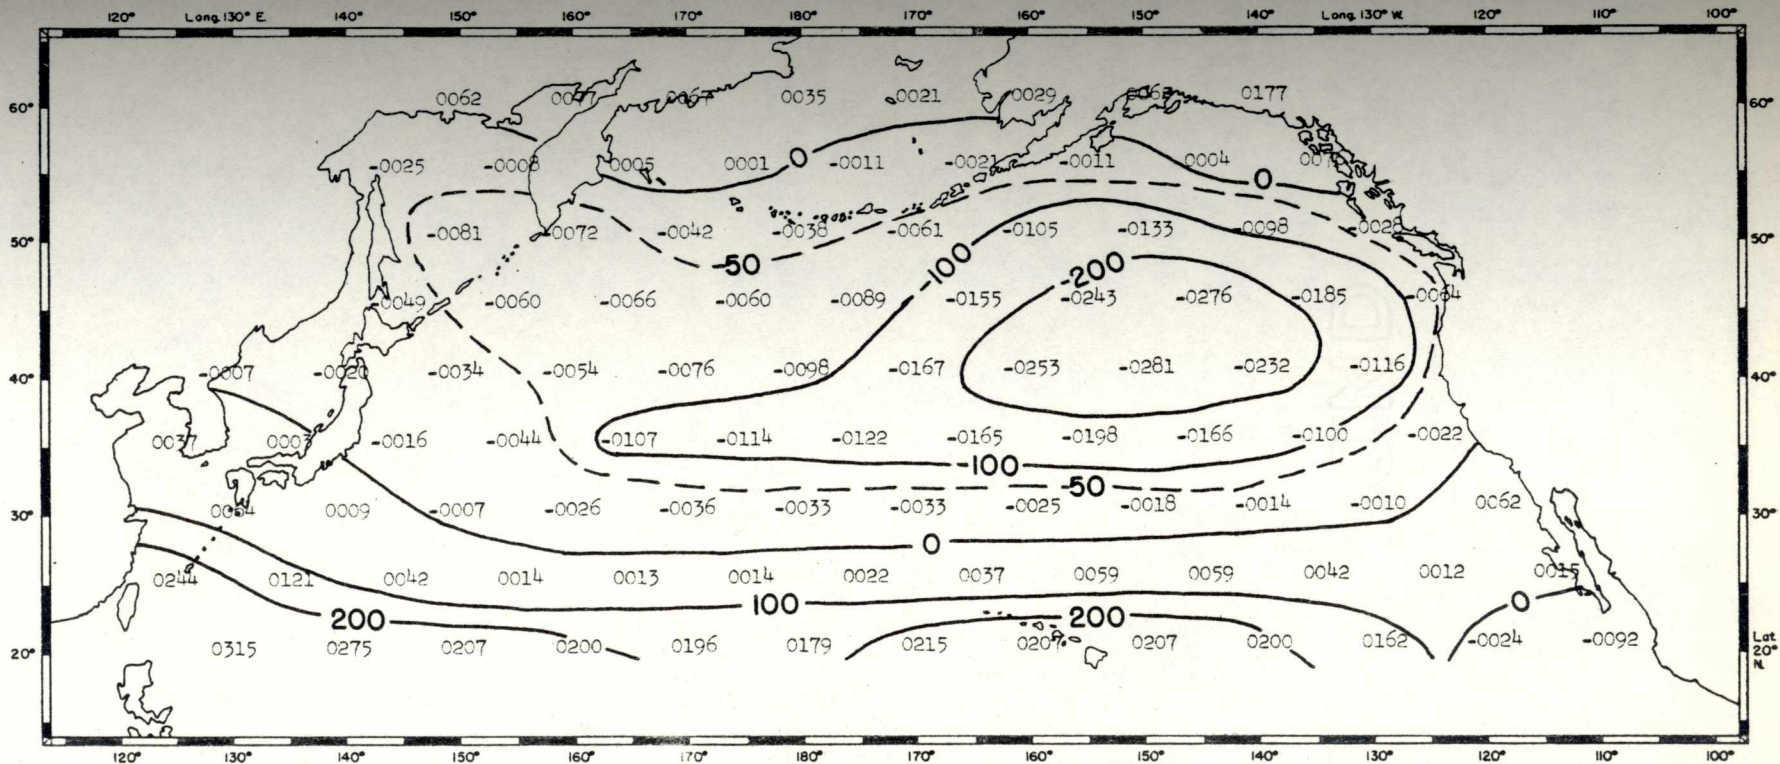 120° Long. 130° E. 140° 150° 160° 170° 180° 170° 160° 150° 140° Long. 130° W. 120° 110° 100°
60° 0062 0047 0067 0035 0021 0029 0062 0177 60°
-0025 -0008 0005 0001 0 -0011 -0021 -0011 0004 0
50° -0081 -0072 -0042 -0038 -0061 -0105 -0133 -0098 -0028 50°
-50 -100 -200
-0049 -0060 -0066 -0060 -0089 -0155 -0243 -0276 -0185 -0064
40° -0007 -0020 -0034 -0054 -0076 -0098 -0167 -0253 -0281 -0232 -0116 40°
0037 0003 -0016 -0044 -0107 -0114 -0122 -0165 -0198 -0166 -0100 -0022
-100
-50
30° 0064 0009 -0007 -0026 -0036 -0033 -0033 -0025 -0018 -0014 -0010 0062 30°
0
0244 0121 0042 0014 0013 0014 0022 0037 0059 0059 0042 0012 0015
200 100 200 0
20° 0315 0275 0207 0200 0196 0179 0215 0207 0207 0200 0162 -0024 -0092 Lat. 20° N.
120° 130° 140° 150° 160° 170° 180° 170° 160° 150° 140° 130° 120° 110° 100°